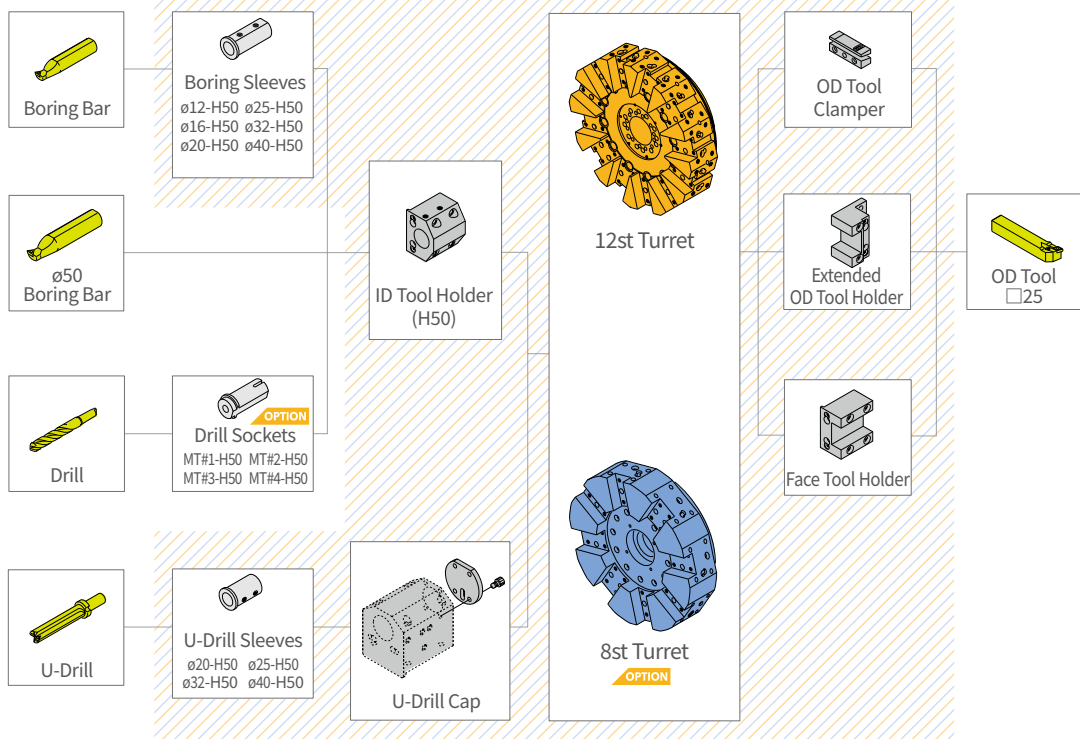 Boring Bar
Boring Sleeves
ø12-H50 ø25-H50
ø16-H50 ø32-H50
ø20-H50 ø40-H50
ø50
Boring Bar
Drill
OPTION
Drill Sockets
MT#1-H50 MT#2-H50
MT#3-H50 MT#4-H50
U-Drill
U-Drill Sleeves
ø20-H50 ø25-H50
ø32-H50 ø40-H50
ID Tool Holder
(H50)
U-Drill Cap
12st Turret
8st Turret
OPTION
OD Tool
Clamper
Extended
OD Tool Holder
Face Tool Holder
OD Tool
□25